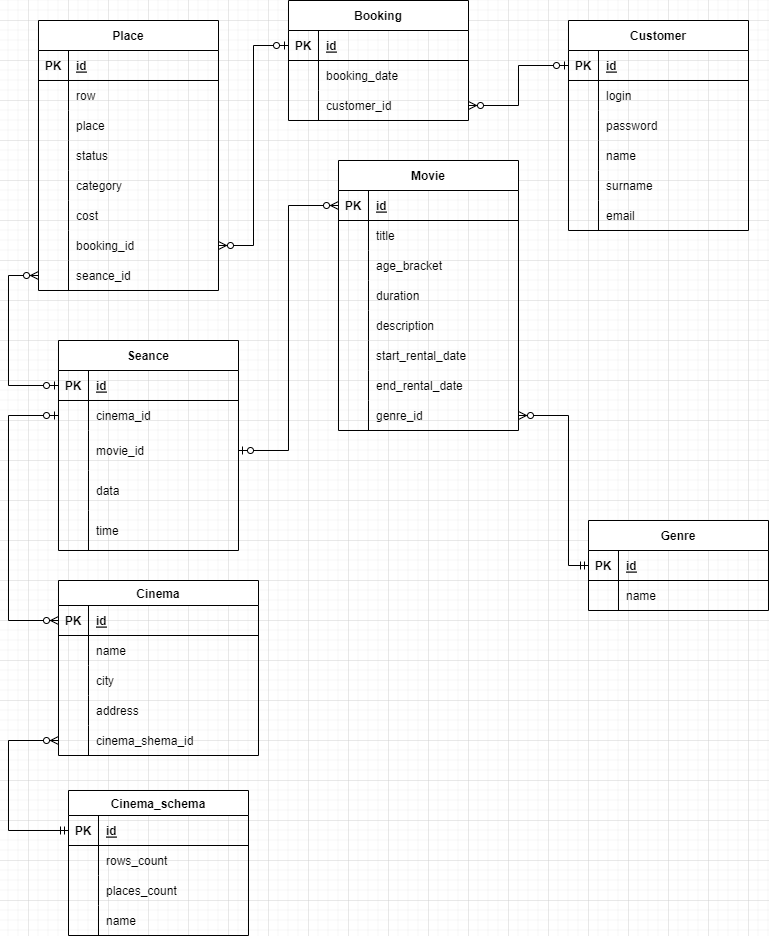 Place
PK id
row
place
status
category
cost
booking_id
seance_id
Booking
PK id
booking_date
customer_id
Customer
PK id
login
password
name
surname
email
Movie
PK id
title
age_bracket
duration
description
start_rental_date
end_rental_date
genre_id
Seance
PK id
cinema_id
movie_id
data
time
Genre
PK id
name
Cinema
PK id
name
city
address
cinema_shema_id
Cinema_schema
PK id
rows_count
places_count
name